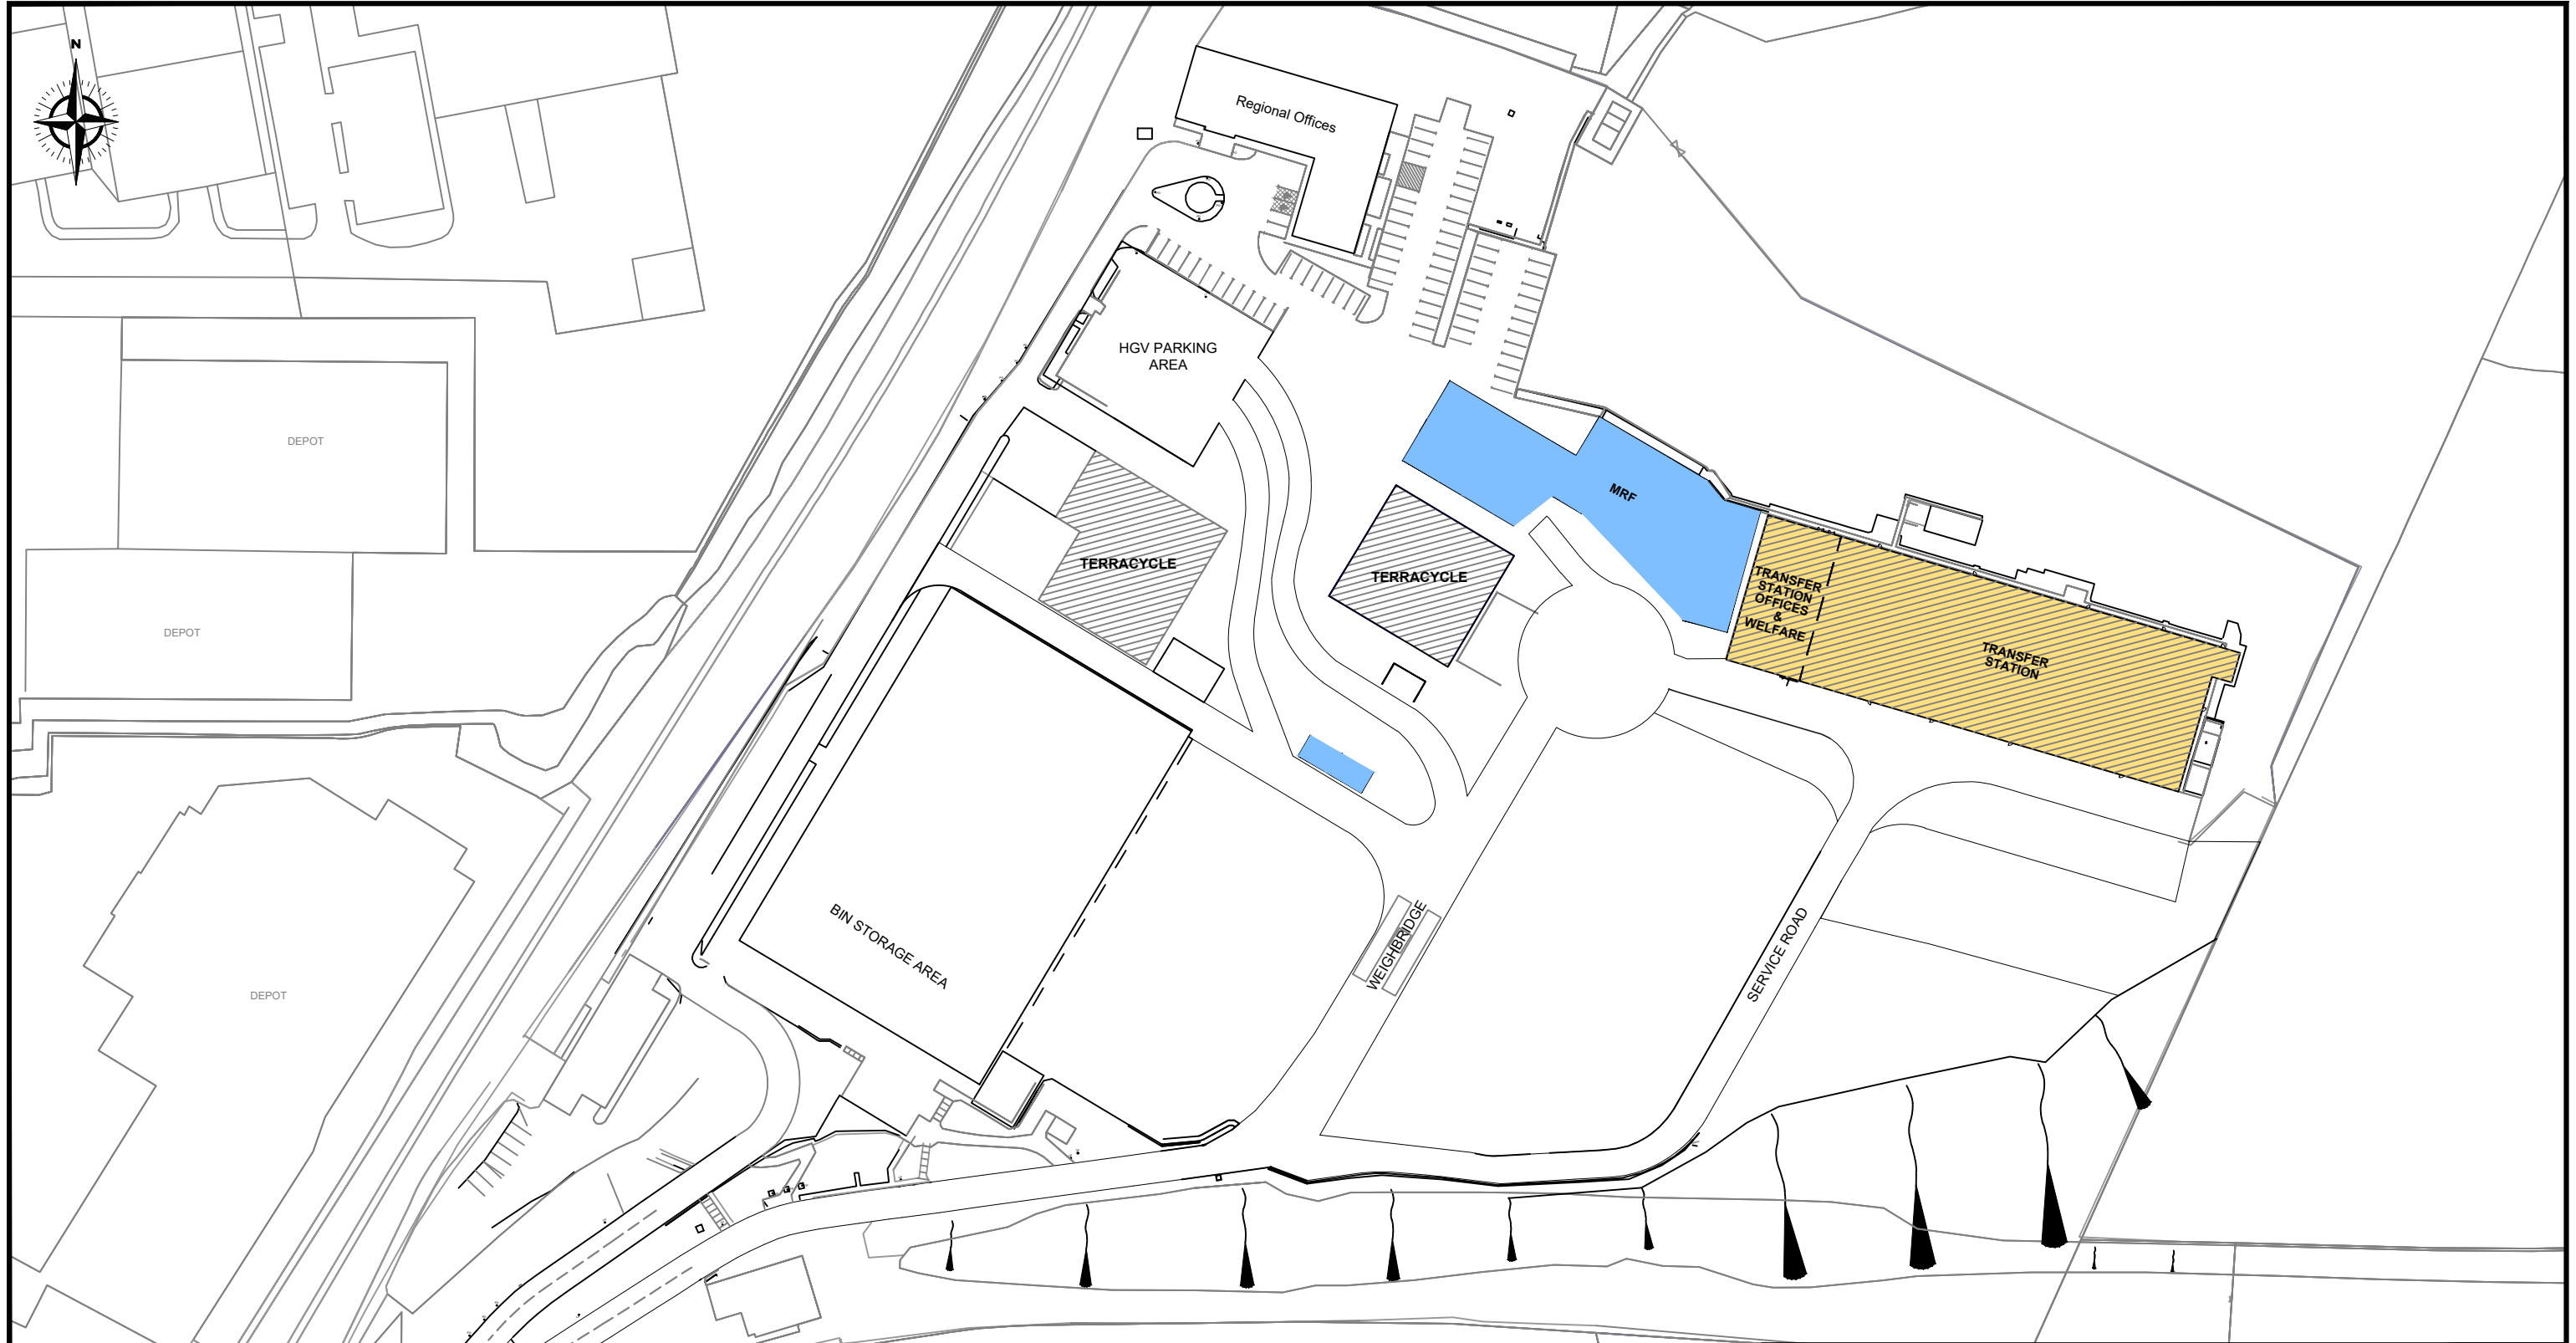 N
Regional Offices
HGV PARKING
AREA
DEPOT
MRF
TERRACYCLE
TERRACYCLE
TRANSFER
STATION
OFFICES
&
WELFARE
TRANSFER
STATION
DEPOT
BIN STORAGE AREA
WEIGHBRIDGE
SERVICE ROAD
DEPOT